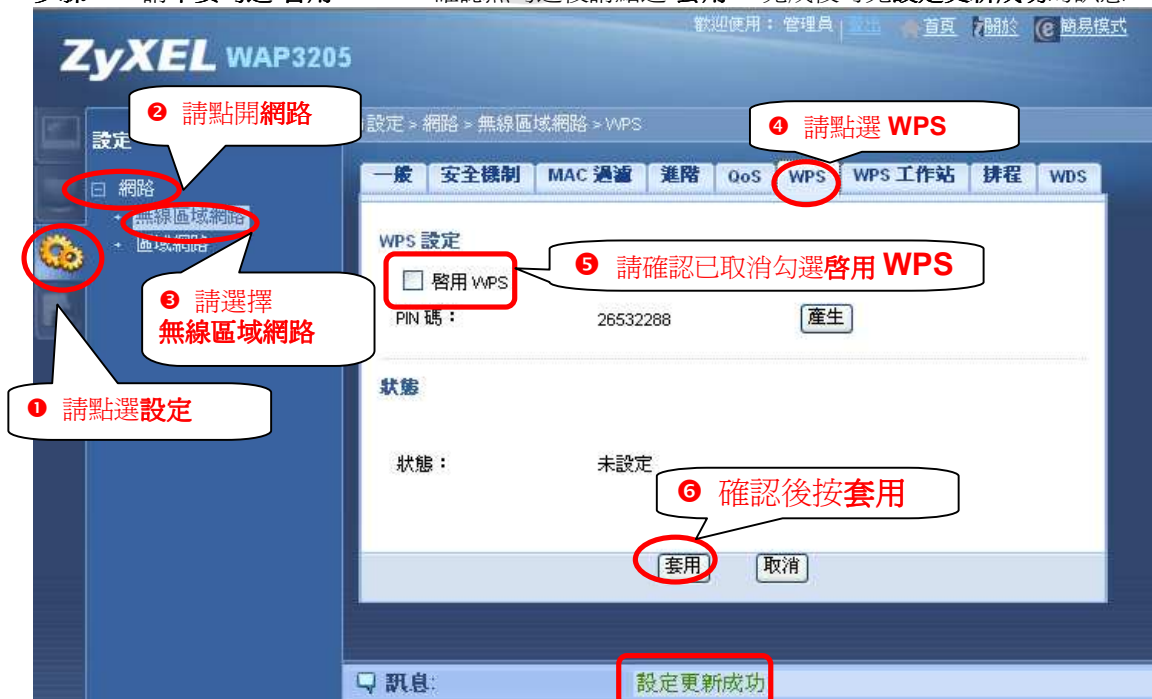 歡迎使用： 管理員 | 登出 首頁 關於 簡易模式
ZyXEL WAP3205
❷ 請點開網路
設定 > 網路 > 無線區域網路 > WPS
❹ 請點選 WPS
設定
一般 安全機制 MAC 過濾 進階 QoS WPS WPS 工作站 排程 WDS
網路
無線區域網路
區域網路
WPS 設定
啓用 WPS
❺ 請確認已取消勾選啓用 WPS
PIN 碼： 26532288 產生
❸ 請選擇
無線區域網路
狀態
❶ 請點選設定
狀態： 未設定
❻ 確認後按套用
套用 取消
訊息: 設定更新成功